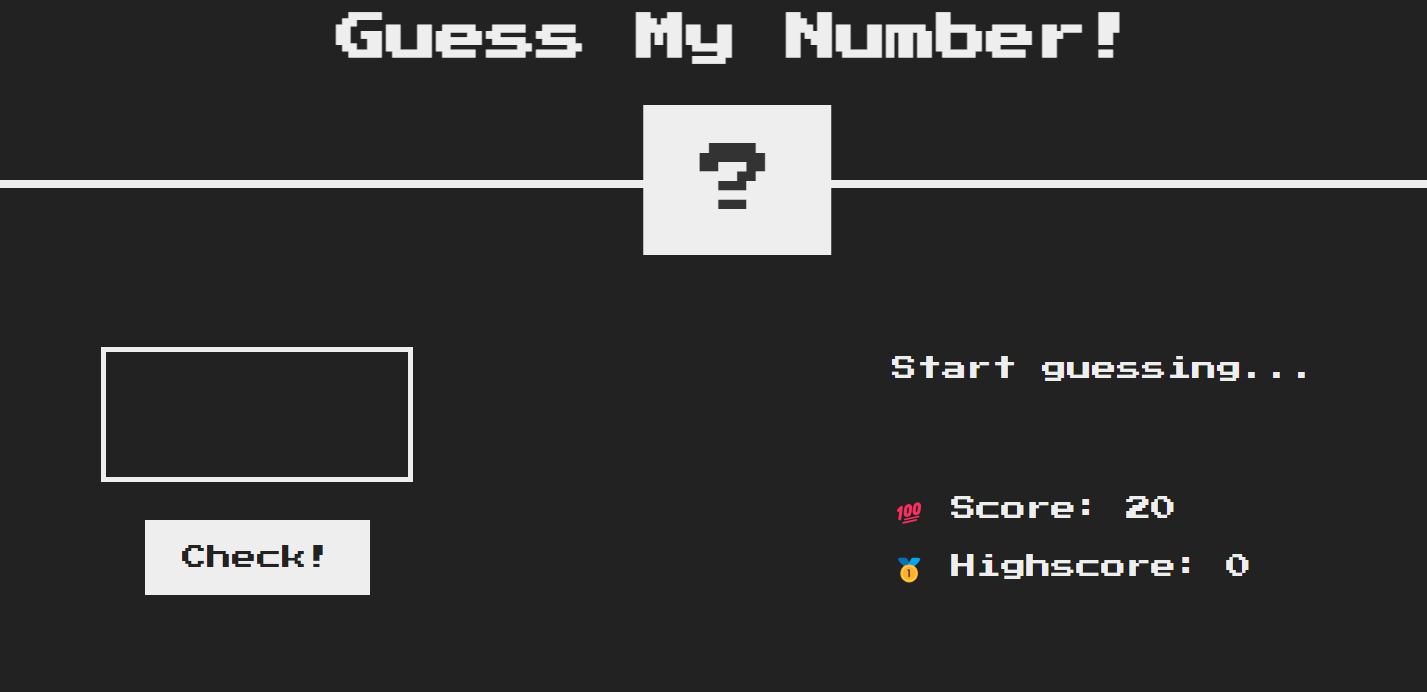 Guess My Number!
?
Start guessing...
💯 Score: 20
🥇 Highscore: 0
Check!